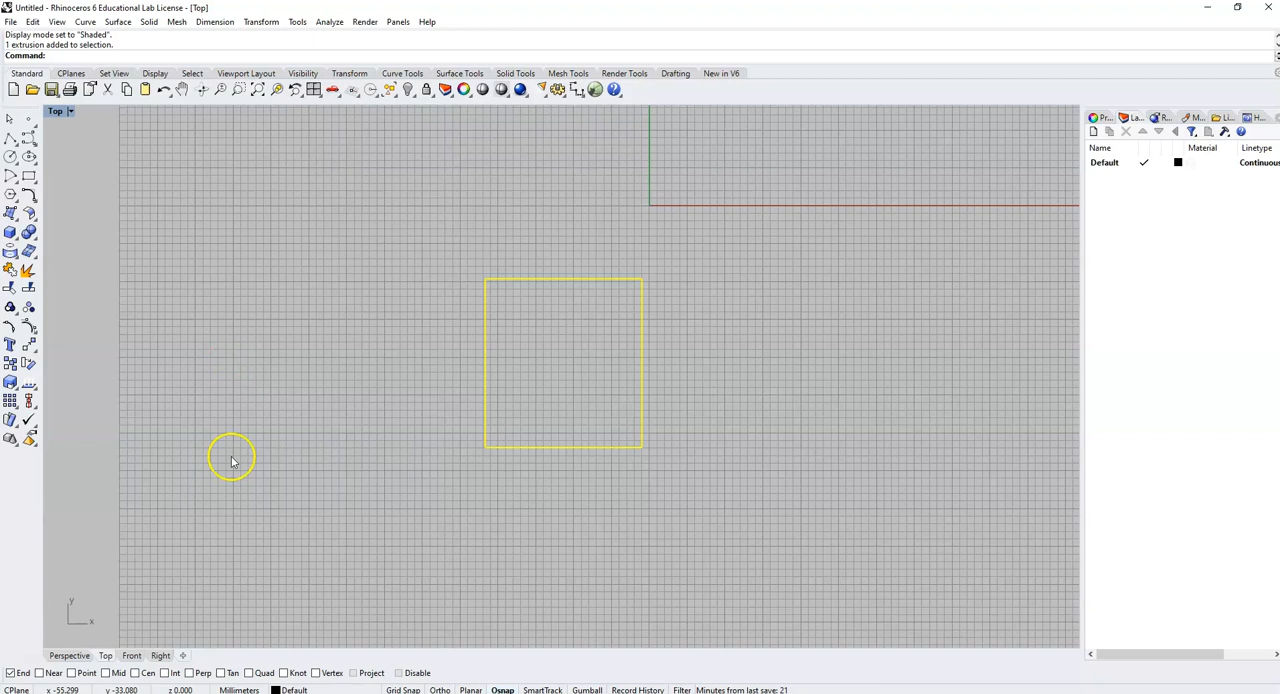 Untitled - Rhinoceros 6 Educational Lab License - [Top]
File Edit View Curve Surface Solid Mesh Dimension Transform Tools Analyze Render Panels Help
Display mode set to "Shaded".
1 extrusion added to selection.
Command:
Standard CPlanes Set View Display Select Viewport Layout Visibility Transform Curve Tools Surface Tools Solid Tools Mesh Tools Render Tools Drafting New in V6
Top
Pr... La... R... M... Li... H...
Name Material Linetype
Default Continuous
y
x
Perspective Top Front Right
End Near Point Mid Cen Int Perp Tan Quad Knot Vertex Project Disable
CPlane x -55.299 y -33.080 z 0.000 Millimeters Default Grid Snap Ortho Planar Osnap SmartTrack Gumball Record History Filter Minutes from last save: 21